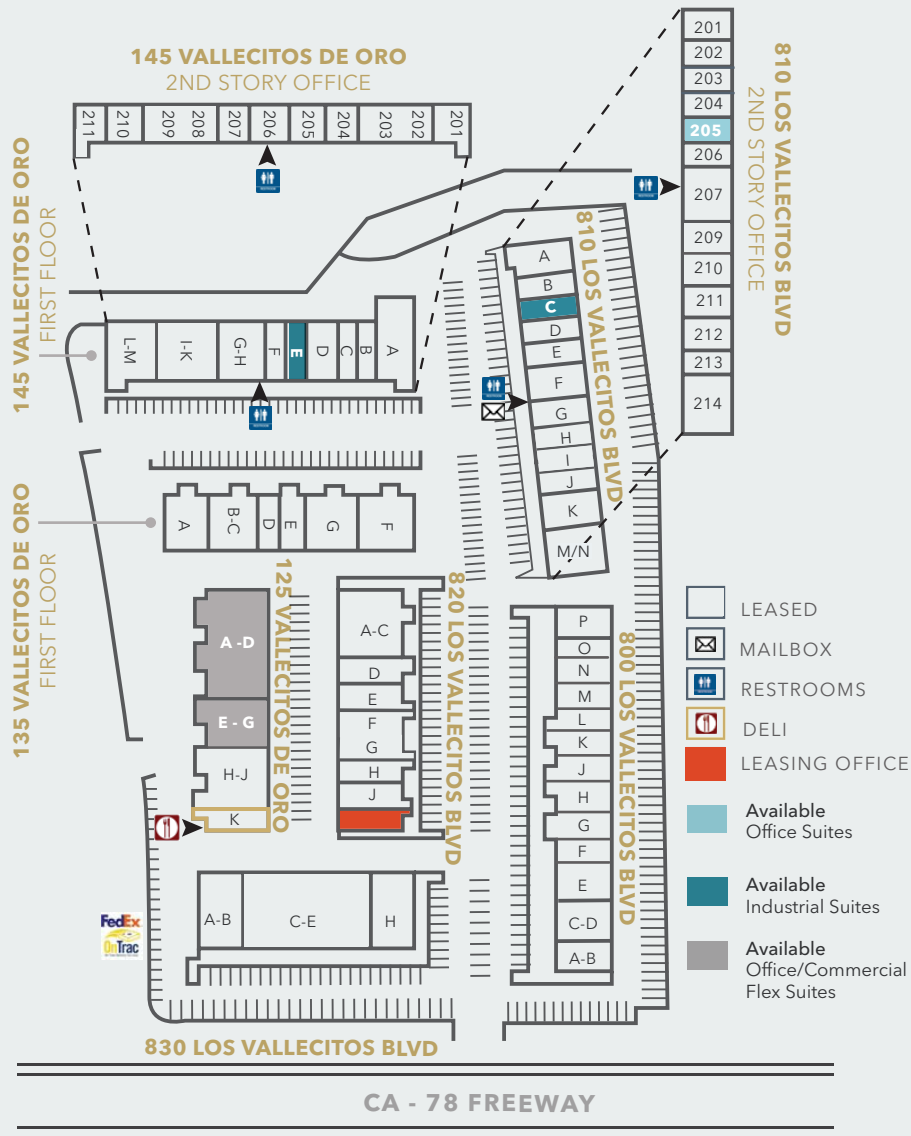 145 VALLECITOS DE ORO
2ND STORY OFFICE
211
210
209
208
207
206
205
204
203
202
201
201
202
203
204
205
206
207
209
210
211
212
213
214
810 LOS VALLECITOS BLVD
2ND STORY OFFICE
145 VALLECITOS DE ORO
FIRST FLOOR
L-M
I-K
G-H
F
E
D
C
B
A
810 LOS VALLECITOS BLVD
A
B
C
D
E
F
G
H
I
J
K
M/N
135 VALLECITOS DE ORO
FIRST FLOOR
A
B-C
D
E
G
F
125 VALLECITOS DE ORO
A -D
E - G
H-J
K
820 LOS VALLECITOS BLVD
A-C
D
E
F
G
H
J
800 LOS VALLECITOS BLVD
P
O
N
M
L
K
J
H
G
F
E
C-D
A-B
LEASED
MAILBOX
RESTROOMS
DELI
LEASING OFFICE
Available
Office Suites
Available
Industrial Suites
Available
Office/Commercial
Flex Suites
FedEx
OnTrac
A-B
C-E
H
830 LOS VALLECITOS BLVD
CA - 78 FREEWAY